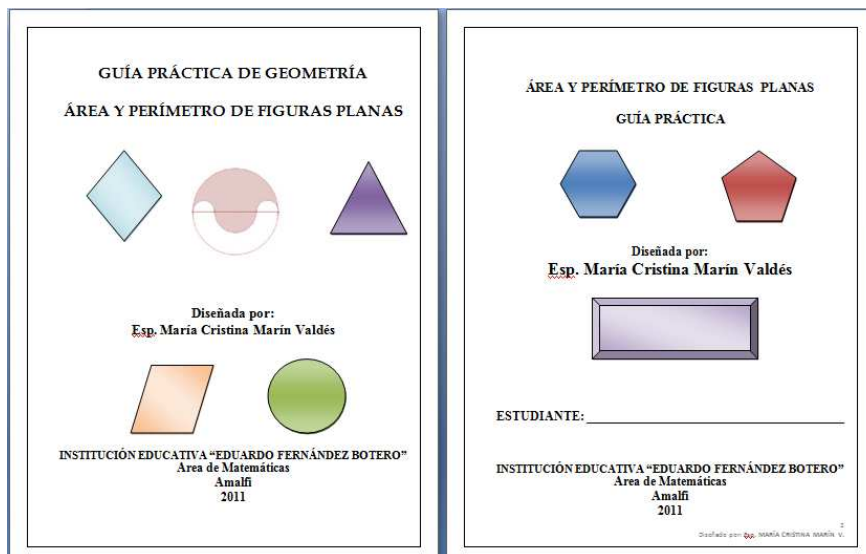 GUÍA PRÁCTICA DE GEOMETRÍA
ÁREA Y PERÍMETRO DE FIGURAS PLANAS
Diseñada por:
Esp. María Cristina Marín Valdés
INSTITUCIÓN EDUCATIVA “EDUARDO FERNÁNDEZ BOTERO”
Area de Matemáticas
Amalfi
2011
ÁREA Y PERÍMETRO DE FIGURAS PLANAS
GUÍA PRÁCTICA
Diseñada por:
Esp. María Cristina Marín Valdés
ESTUDIANTE:
INSTITUCIÓN EDUCATIVA “EDUARDO FERNÁNDEZ BOTERO”
Area de Matemáticas
Amalfi
2011
2
Diseñado por: Esp. MARÍA CRISTINA MARÍN V.